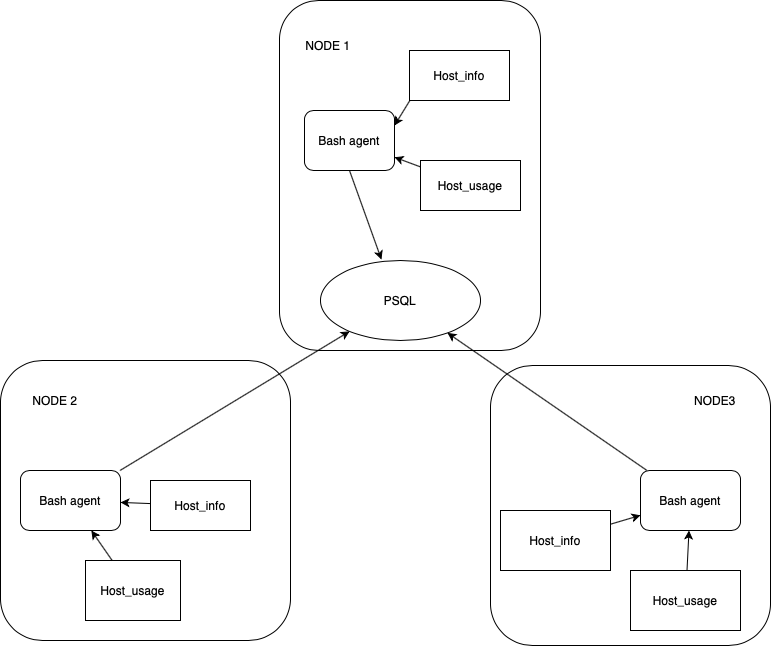 NODE 1
Host_info
Bash agent
Host_usage
PSQL
NODE 2
Bash agent
Host_info
Host_usage
NODE3
Bash agent
Host_info
Host_usage